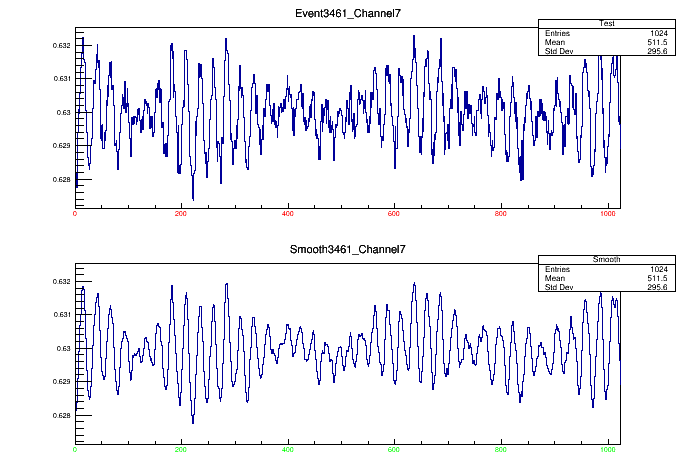 Event3461_Channel7
Test
Entries 1024
Mean 511.5
Std Dev 295.6
0.632
0.631
0.63
0.629
0.628
0 200 400 600 800 1000
Smooth3461_Channel7
Smooth
Entries 1024
Mean 511.5
Std Dev 295.6
0.632
0.631
0.63
0.629
0.628
0 200 400 600 800 1000